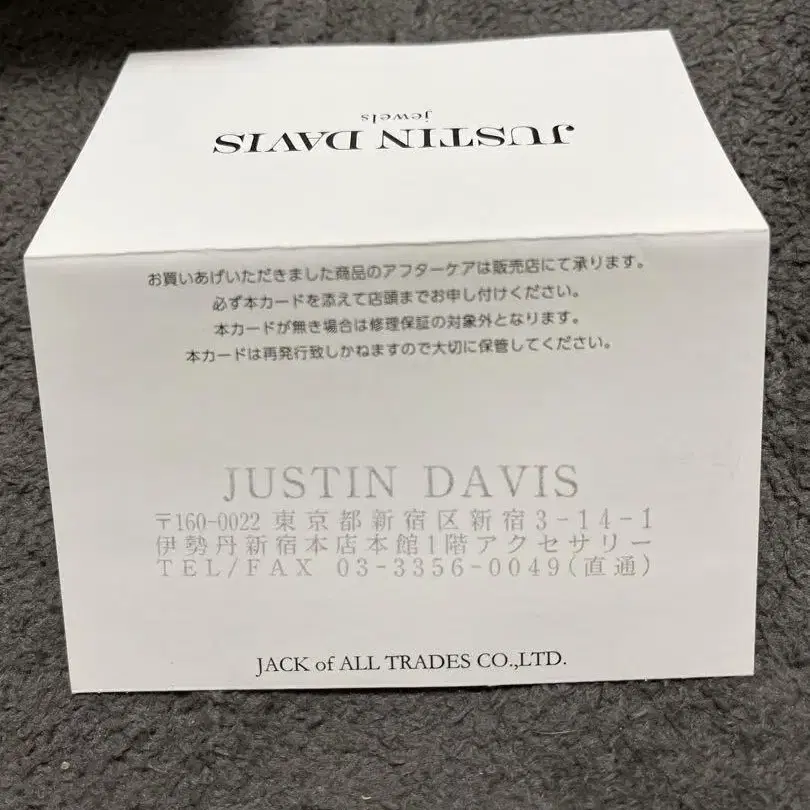 JUSTIN DAVIS
jewels
お買いあげいただきました商品のアフターケアは販売店にて承ります。
必ず本カードを添えて店頭までお申し付けください。
本カードが無き場合は修理保証の対象外となります。
本カードは再発行致しかねますので大切に保管してください。
JUSTIN DAVIS
〒160-0022 東京都新宿区新宿3-14-1
伊勢丹新宿本店本館1階アクセサリー
TEL/FAX 03-3356-0049(直通)
JACK of ALL TRADES CO.,LTD.